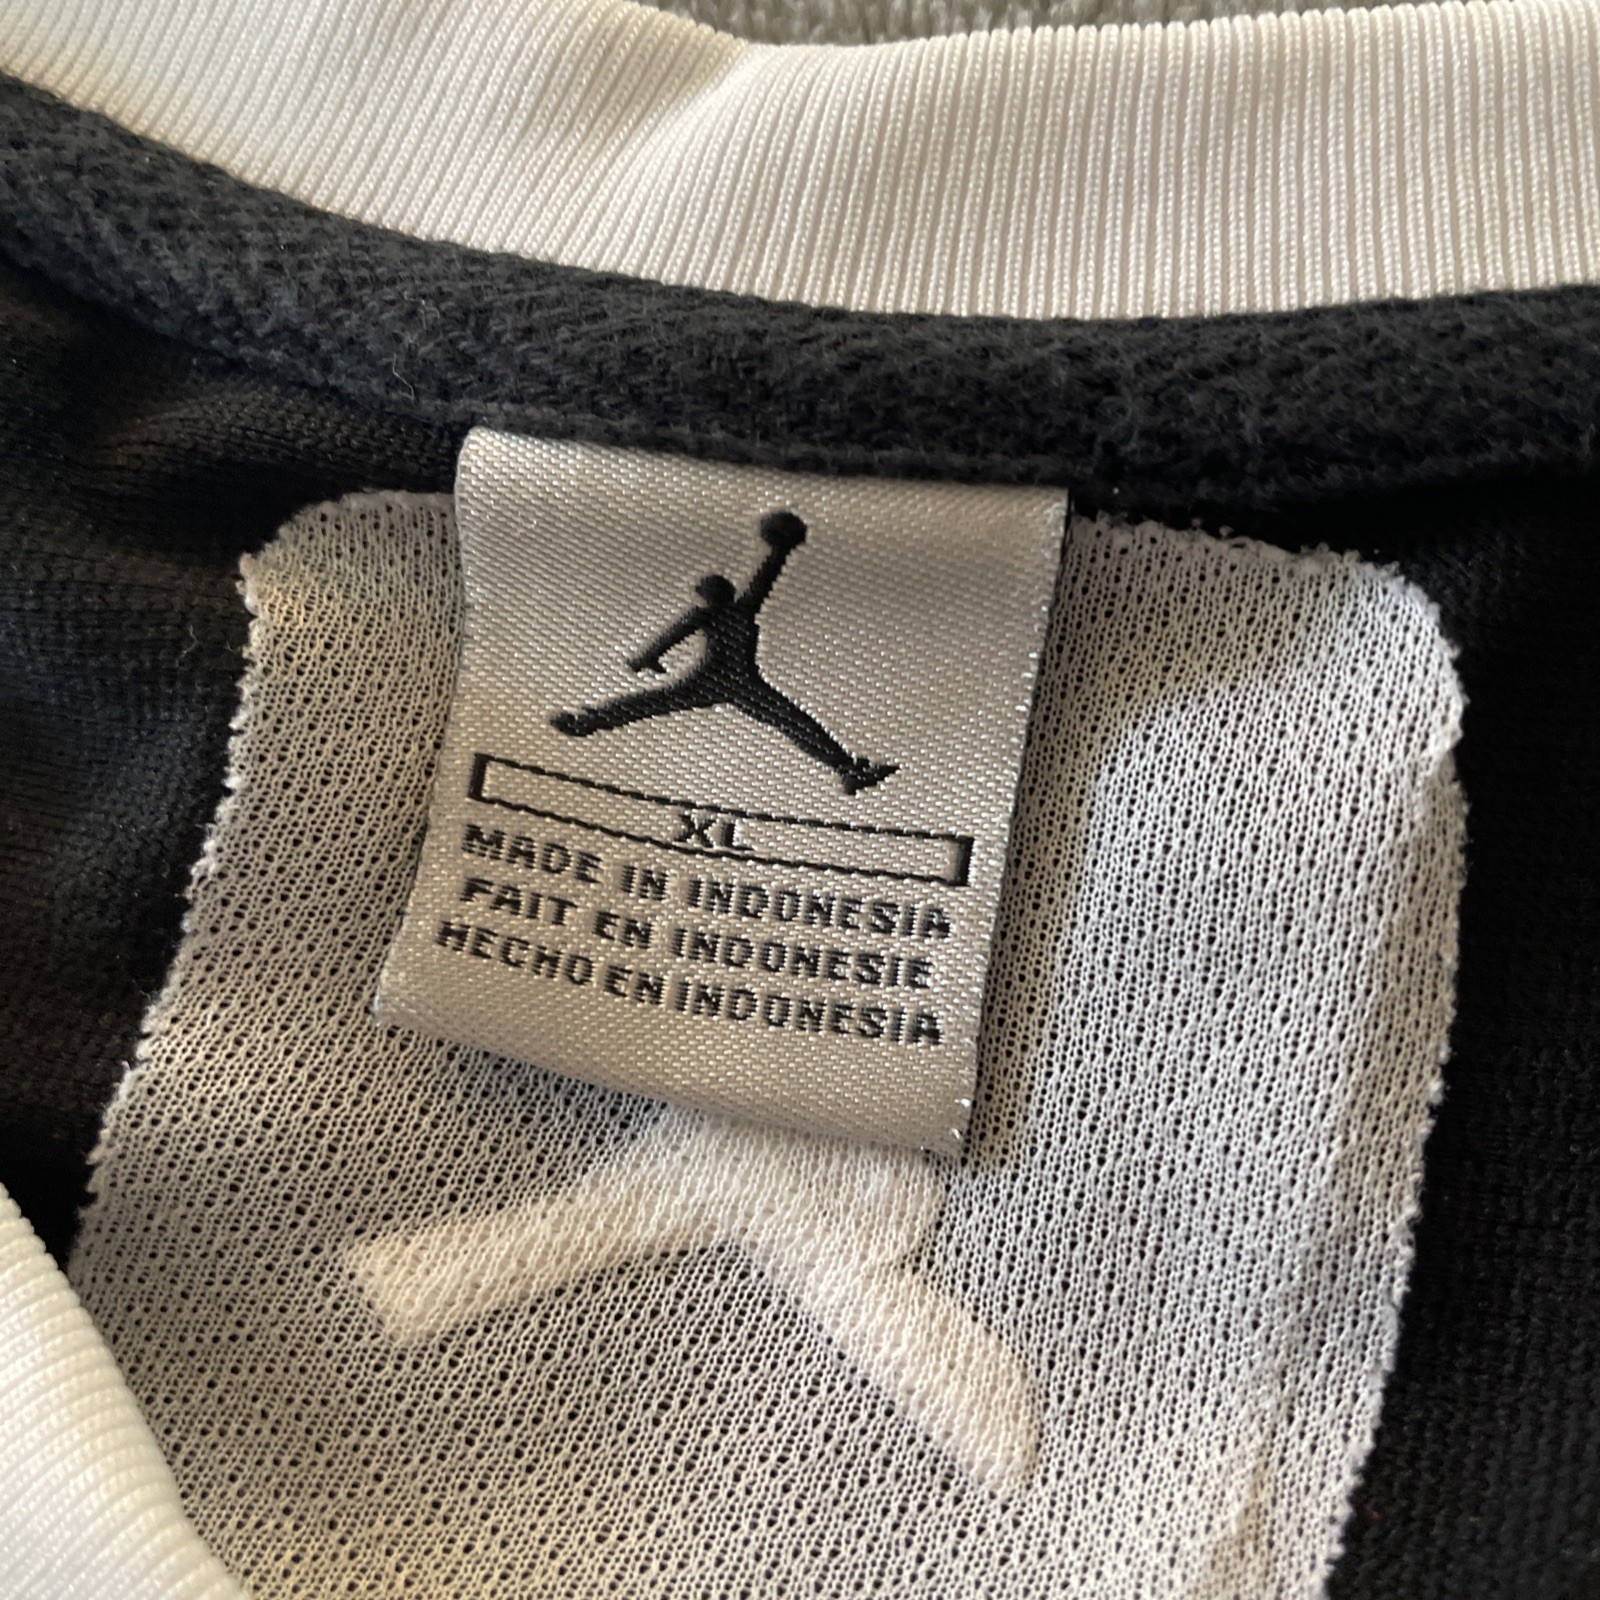 XL
MADE IN INDONESIA
FAIT EN INDONESIE
HECHO EN INDONESIA